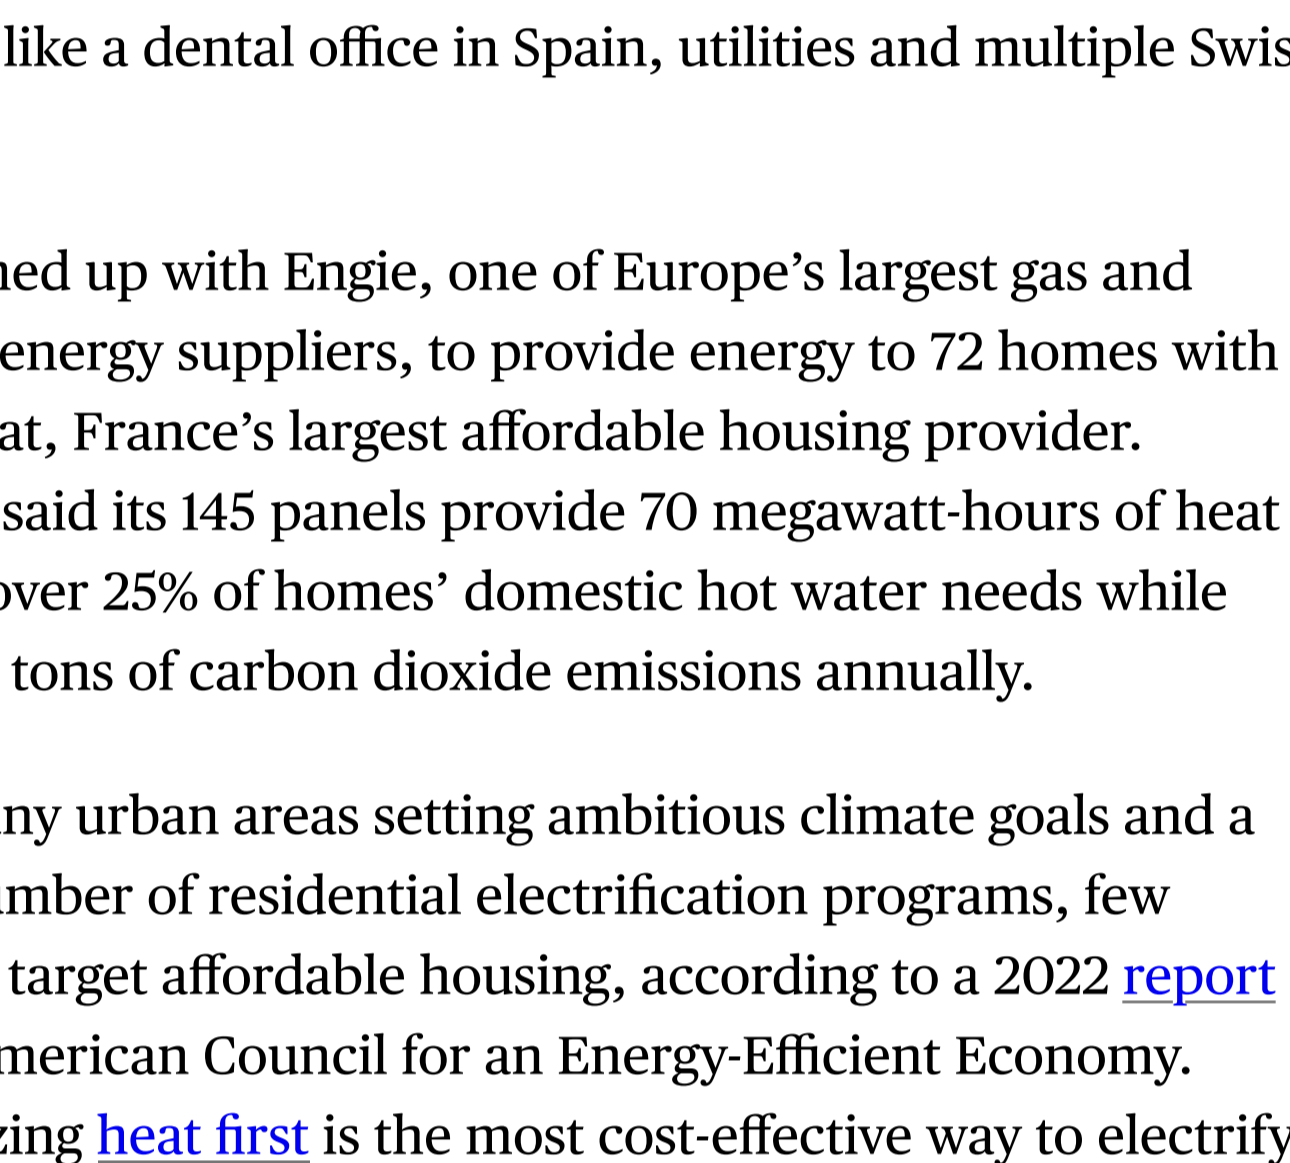 like a dental office in Spain, utilities and multiple Swis
ned up with Engie, one of Europe’s largest gas and
energy suppliers, to provide energy to 72 homes with
at, France’s largest affordable housing provider.
said its 145 panels provide 70 megawatt-hours of heat
over 25% of homes’ domestic hot water needs while
tons of carbon dioxide emissions annually.
ny urban areas setting ambitious climate goals and a
mber of residential electrification programs, few
target affordable housing, according to a 2022 report
merican Council for an Energy-Efficient Economy.
zing heat first is the most cost-effective way to electrify